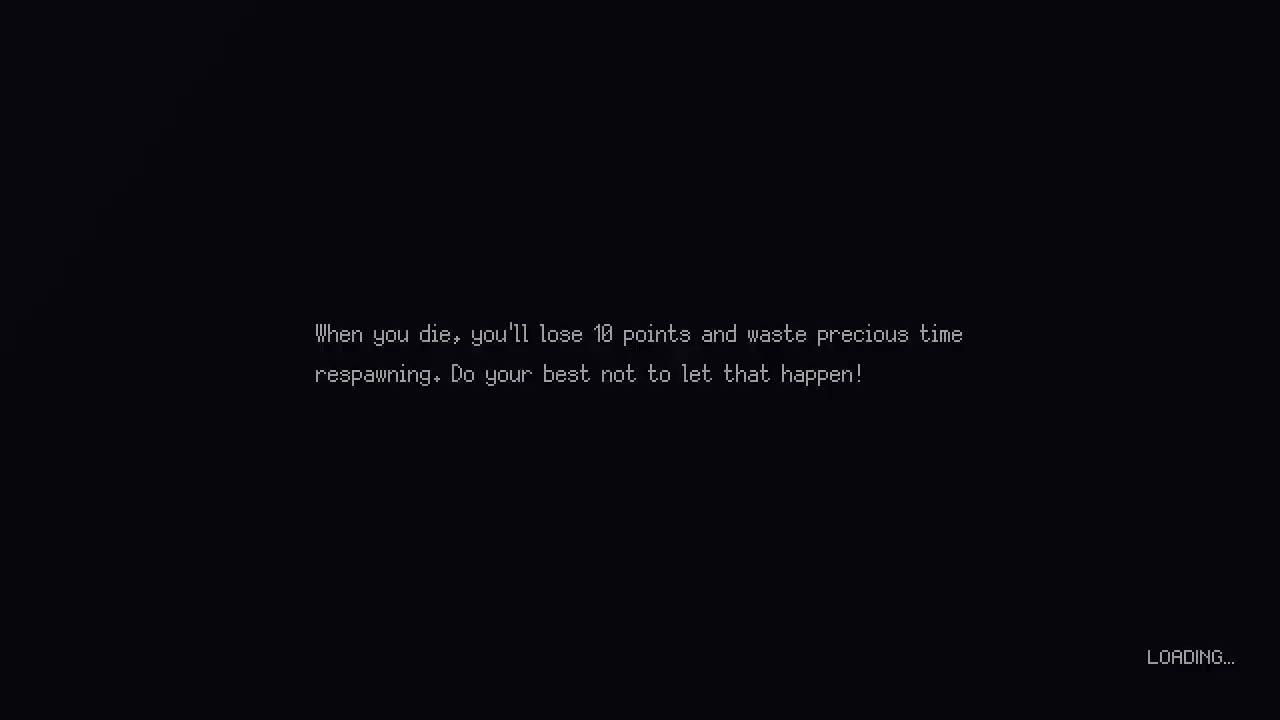 When you die, you'll lose 10 points and waste precious time
respawning. Do your best not to let that happen!
LOADING...